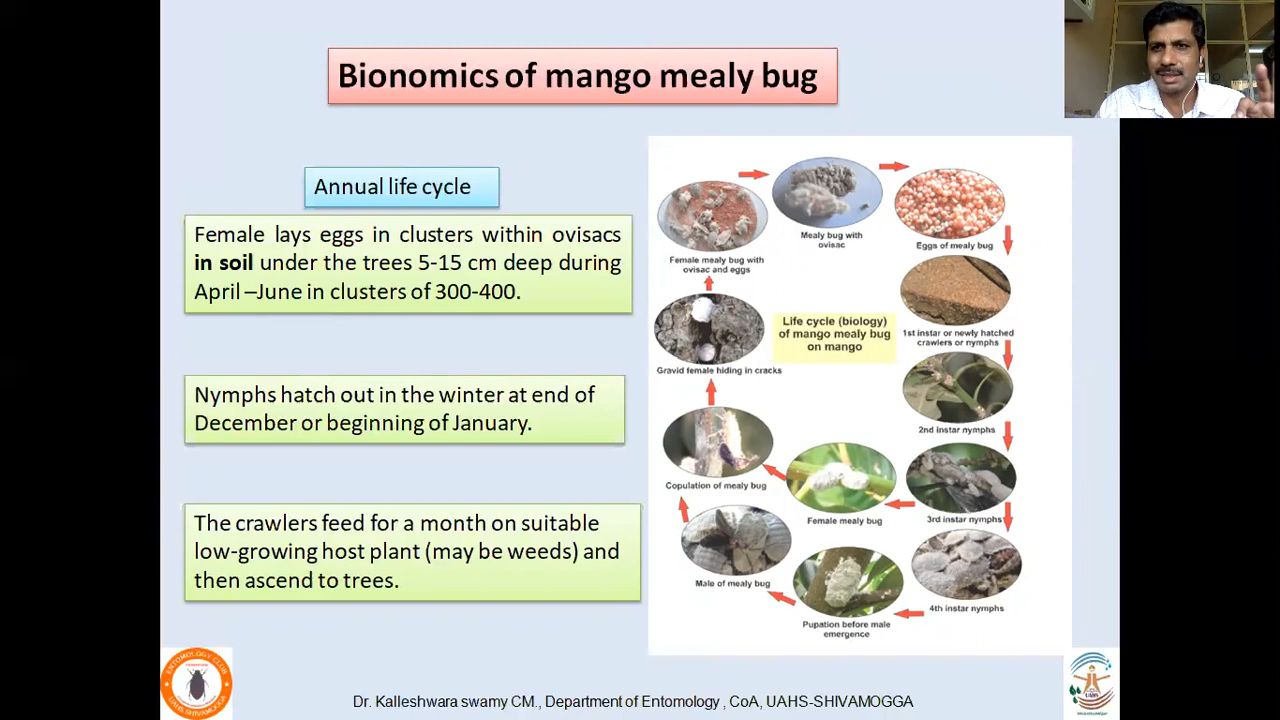 Bionomics of mango mealy bug
Annual life cycle
Female lays eggs in clusters within ovisacs
in soil under the trees 5-15 cm deep during
April –June in clusters of 300-400.
Nymphs hatch out in the winter at end of
December or beginning of January.
The crawlers feed for a month on suitable
low-growing host plant (may be weeds) and
then ascend to trees.
Mealy bug with
ovisac
Eggs of mealy bug
Female mealy bug with
ovisac and eggs
Life cycle (biology)
of mango mealy bug
on mango
1st instar or newly hatched
crawlers or nymphs
Gravid female hiding in cracks
2nd instar nymphs
Copulation of mealy bug
Female mealy bug
3rd instar nymphs
Male of mealy bug
4th instar nymphs
Pupation before male
emergence
ENTOMOLOGY CLUB
UAHS SHIVAMOGGA
UAHS
Dr. Kalleshwara swamy CM., Department of Entomology , CoA, UAHS-SHIVAMOGGA